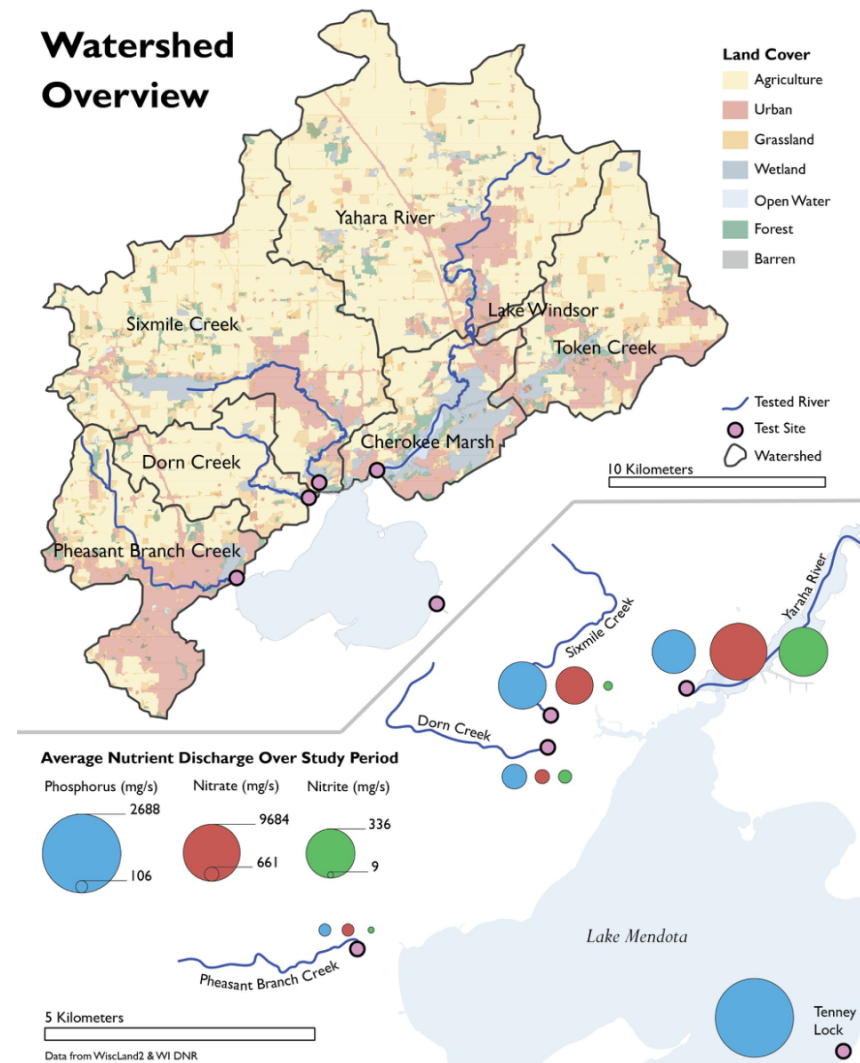 Watershed
Overview
Land Cover
Agriculture
Urban
Grassland
Wetland
Open Water
Forest
Barren
Yahara River
Sixmile Creek
Lake Windsor
Token Creek
Dorn Creek
Cherokee Marsh
Pheasant Branch Creek
Tested River
Test Site
Watershed
10 Kilometers
Yaraha River
Sixmile Creek
Dorn Creek
Average Nutrient Discharge Over Study Period
Phosphorus (mg/s)
Nitrate (mg/s)
Nitrite (mg/s)
2688
106
9684
661
336
9
Pheasant Branch Creek
Lake Mendota
5 Kilometers
Tenney
Lock
Data from WiscLand2 & WI DNR